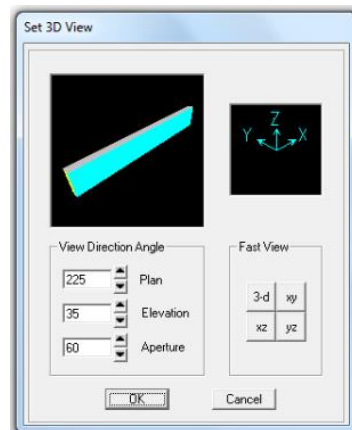 Set 3D View
Z
Y X
View Direction Angle
225 Plan
35 Elevation
60 Aperture
Fast View
3-d xy
xz yz
OK
Cancel